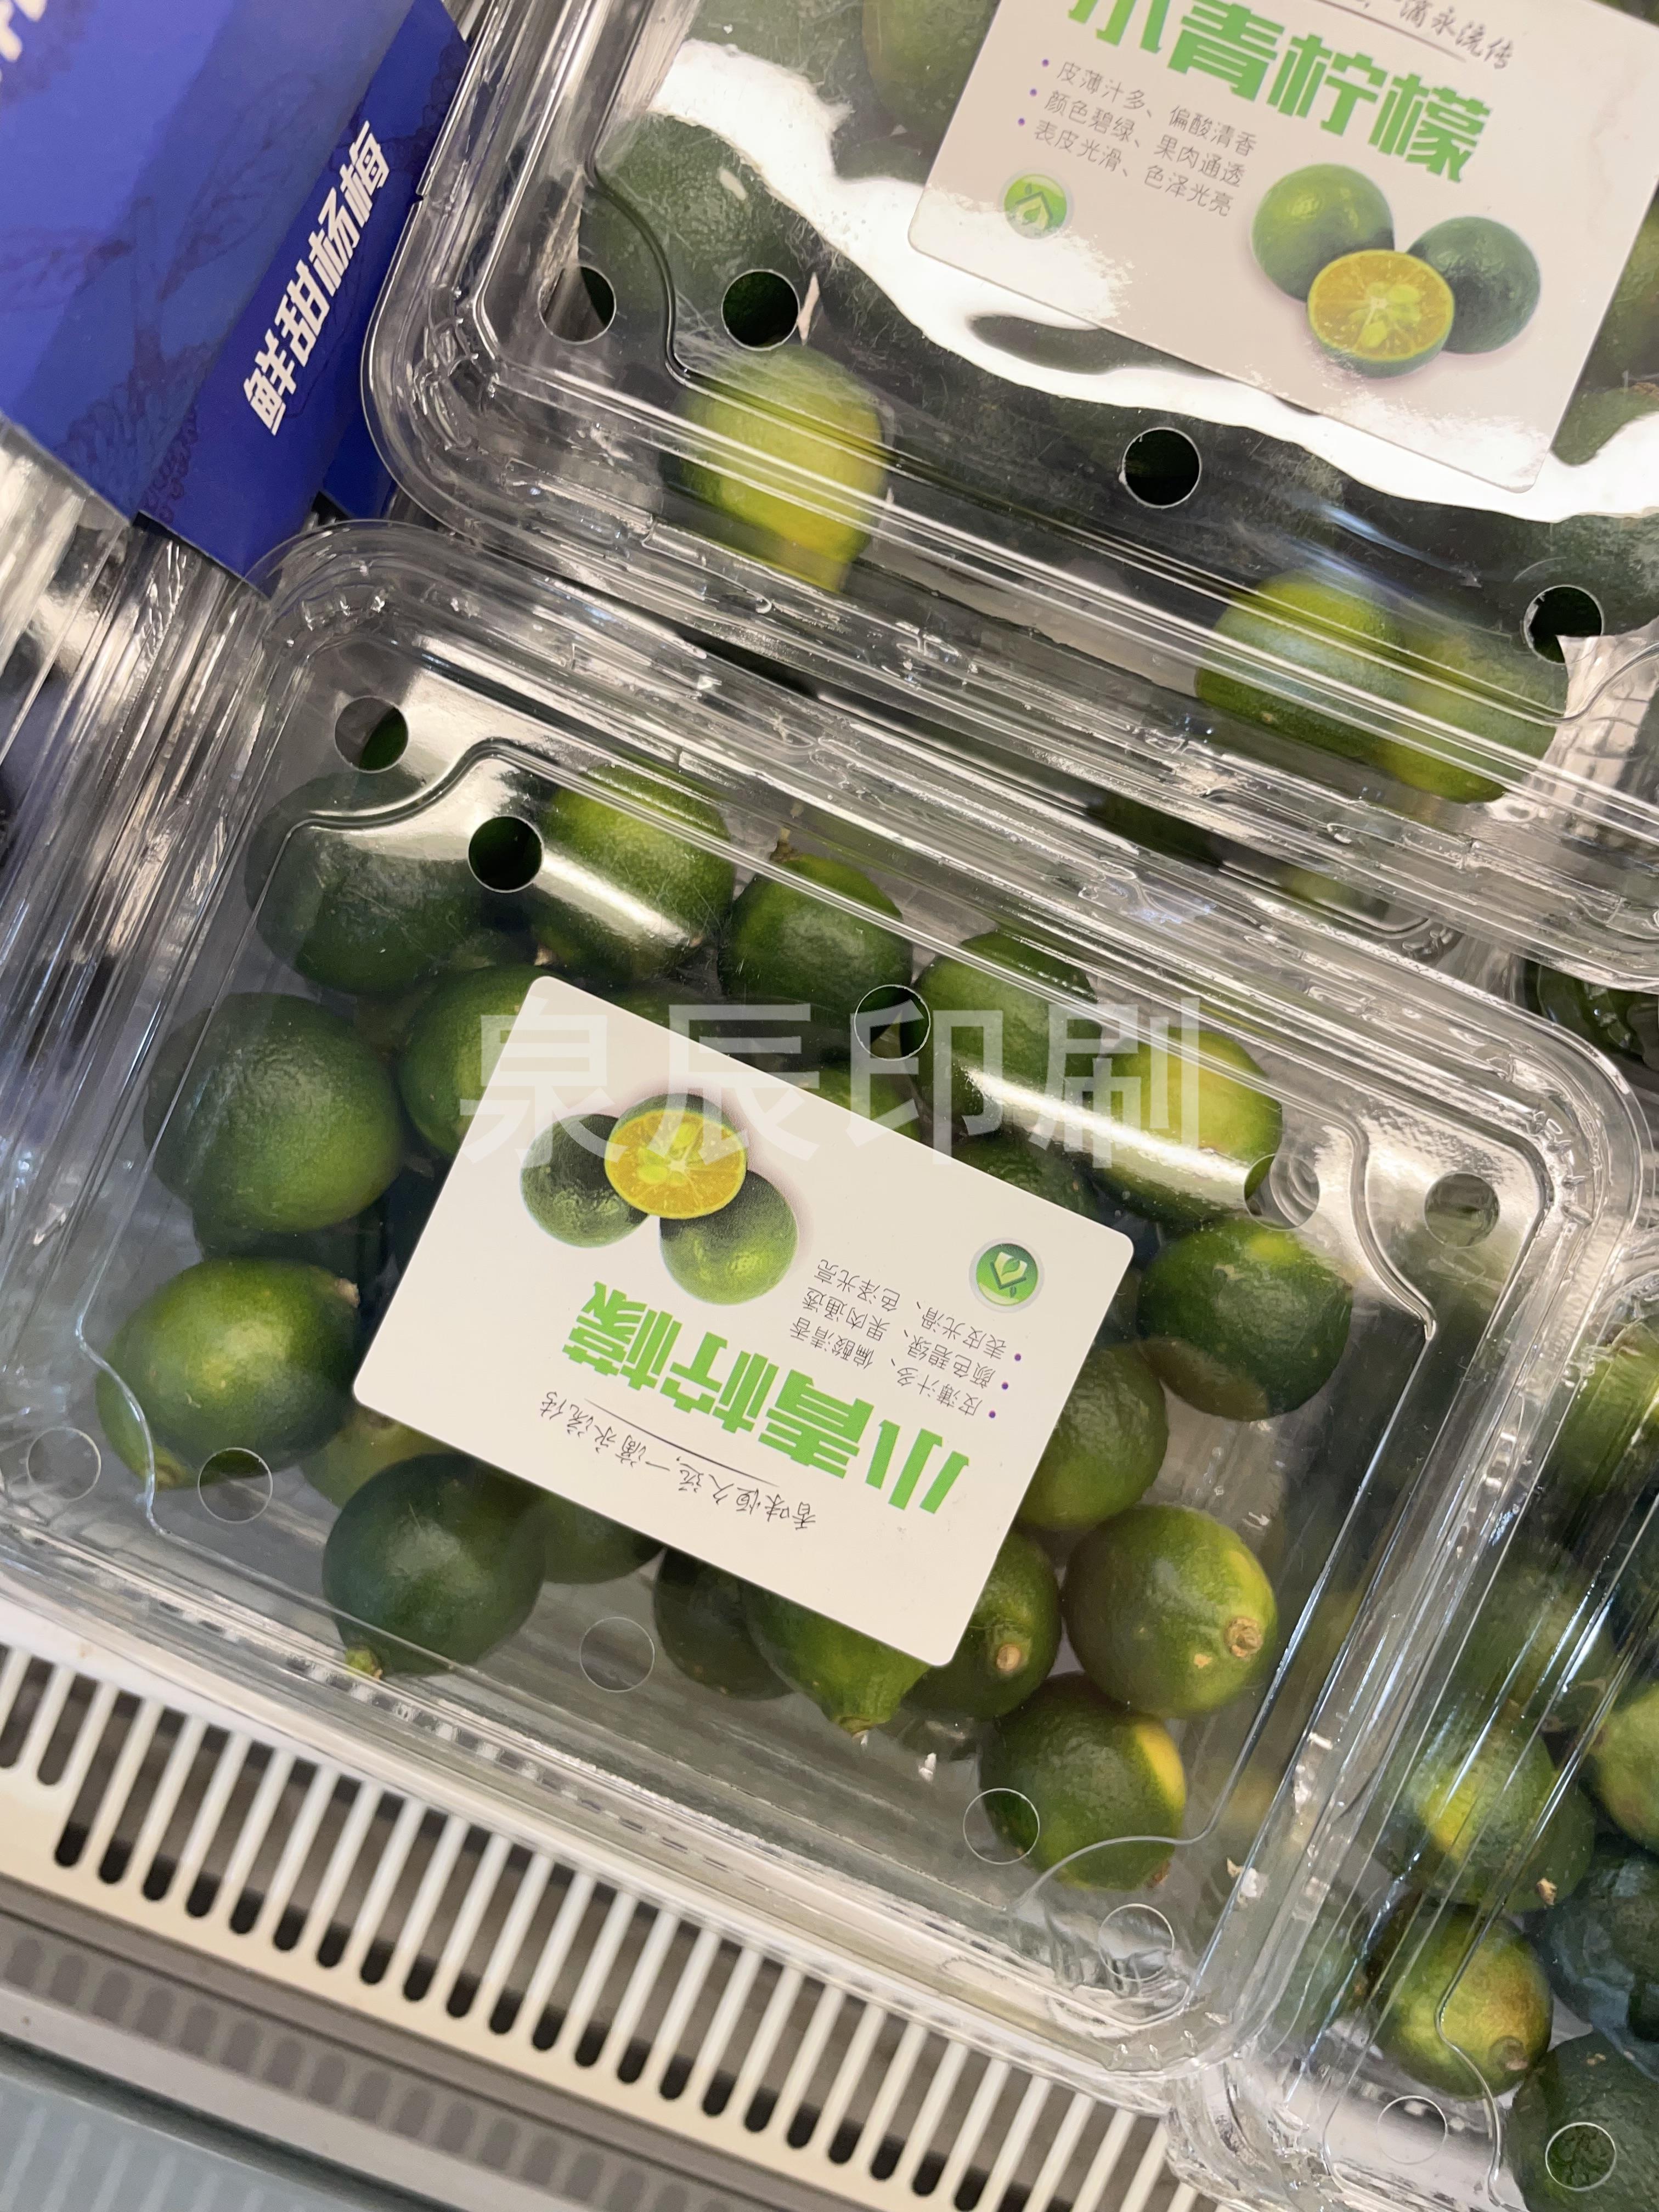 鲜甜杨梅
滴永流传
小青柠檬
皮薄汁多、偏酸清香
颜色碧绿、果肉通透
表皮光滑、色泽光亮
泉辰印刷
香味恒久远,一滴永流传
小青柠檬
皮薄汁多、偏酸清香
颜色碧绿、果肉通透
表皮光滑、色泽光亮